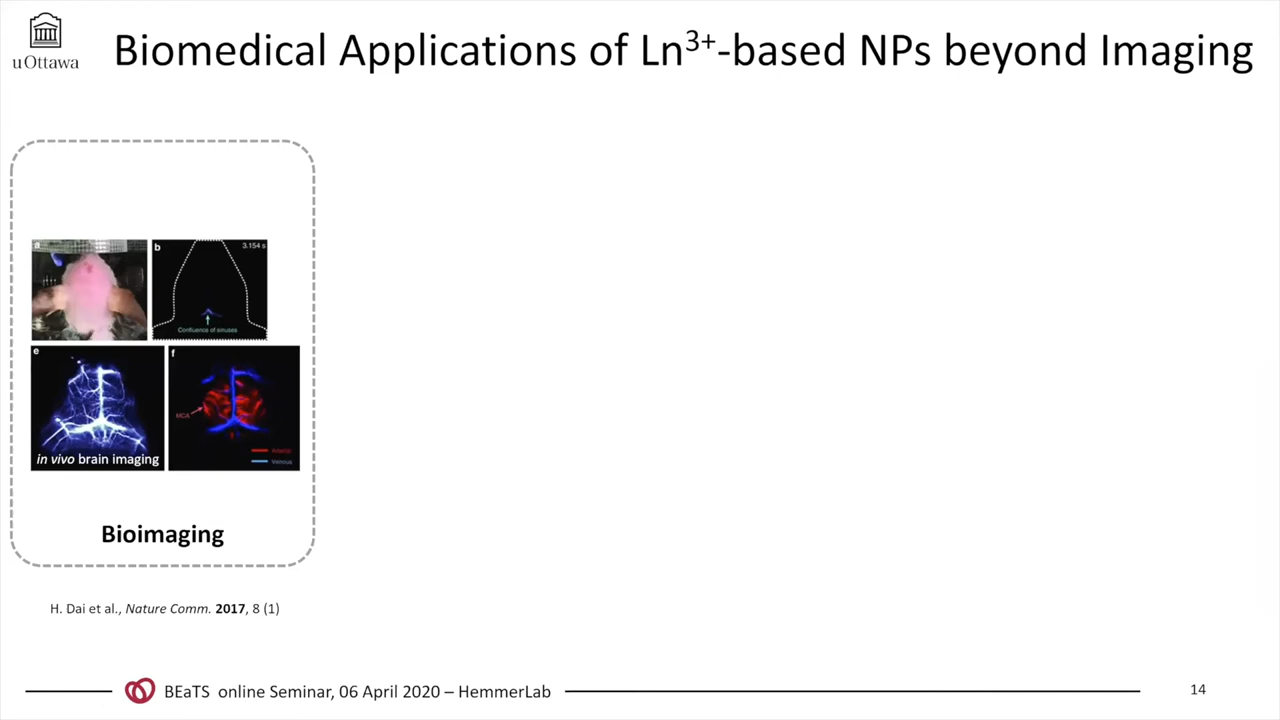 uOttawa
Biomedical Applications of Ln3+-based NPs beyond Imaging
a
b
3.154 s
Confluence of sinuses
e
in vivo brain imaging
f
MCA
Arterial
Venous
Bioimaging
H. Dai et al., Nature Comm. 2017, 8 (1)
BEaTS online Seminar, 06 April 2020 – HemmerLab
14